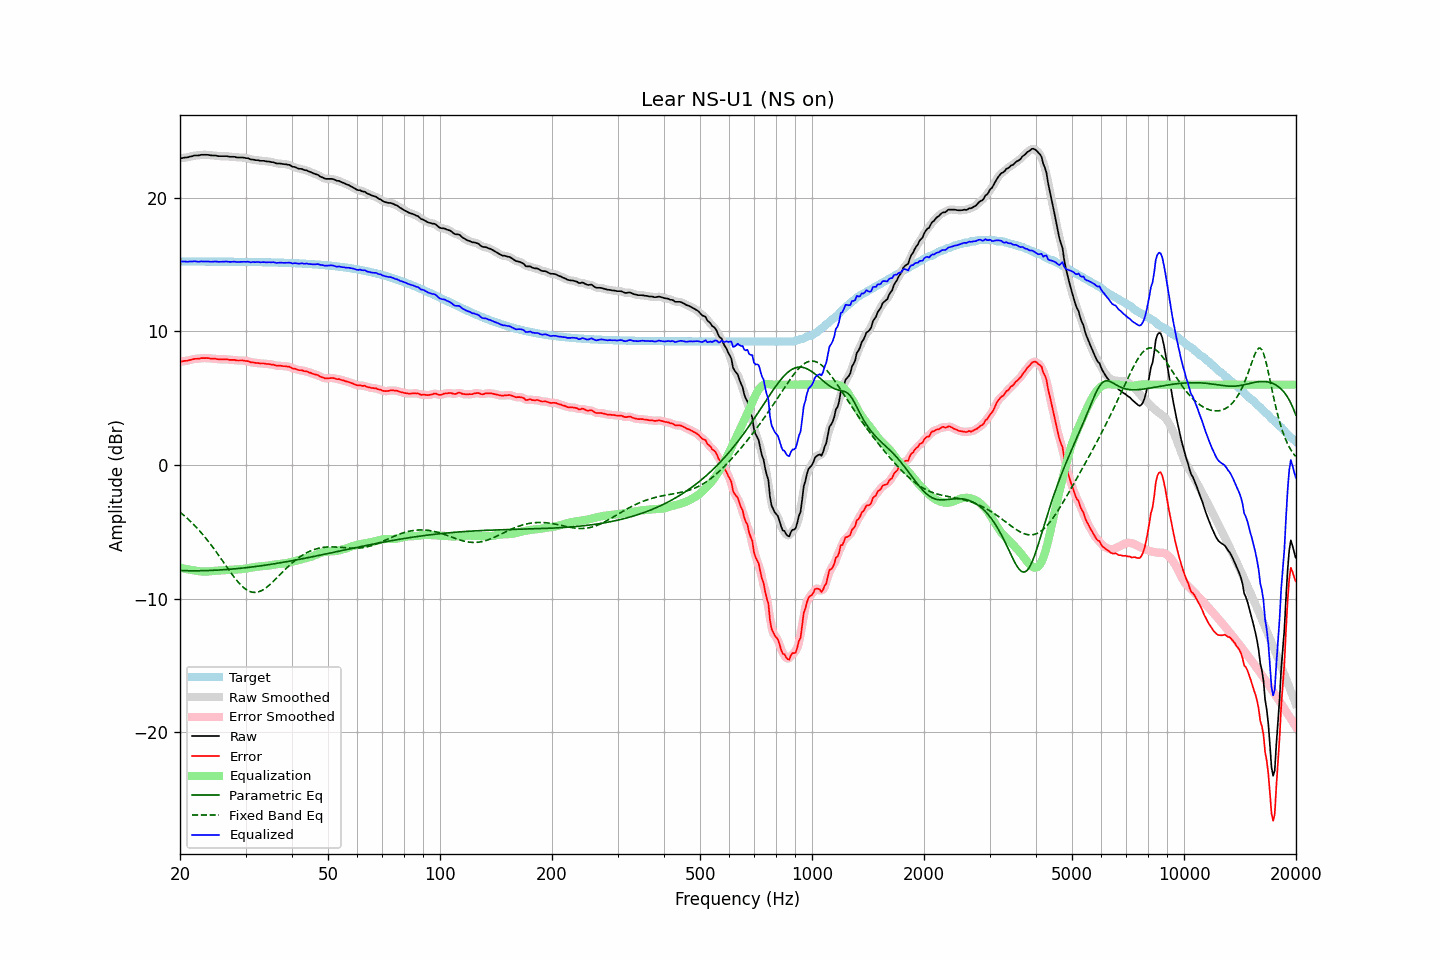 Lear NS-U1 (NS on)
20
10
0
−10
−20
Amplitude (dBr)
Target
Raw Smoothed
Error Smoothed
Raw
Error
Equalization
Parametric Eq
Fixed Band Eq
Equalized
20 50 100 200 500 1000 2000 5000 10000 20000
Frequency (Hz)